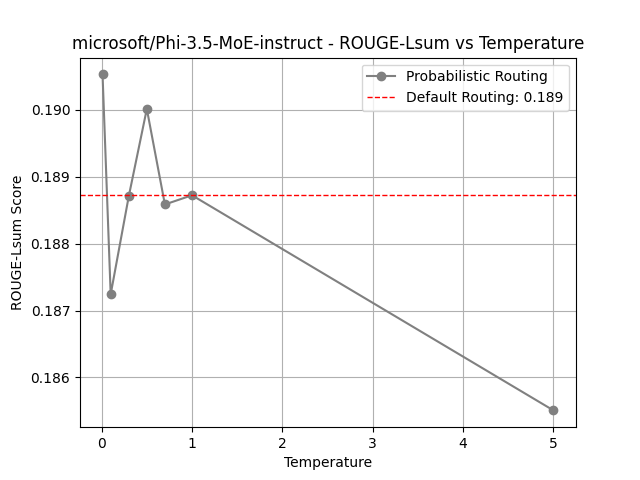 microsoft/Phi-3.5-MoE-instruct - ROUGE-Lsum vs Temperature
Probabilistic Routing
Default Routing: 0.189
0.190
0.189
0.188
0.187
0.186
ROUGE-Lsum Score
0 1 2 3 4 5
Temperature